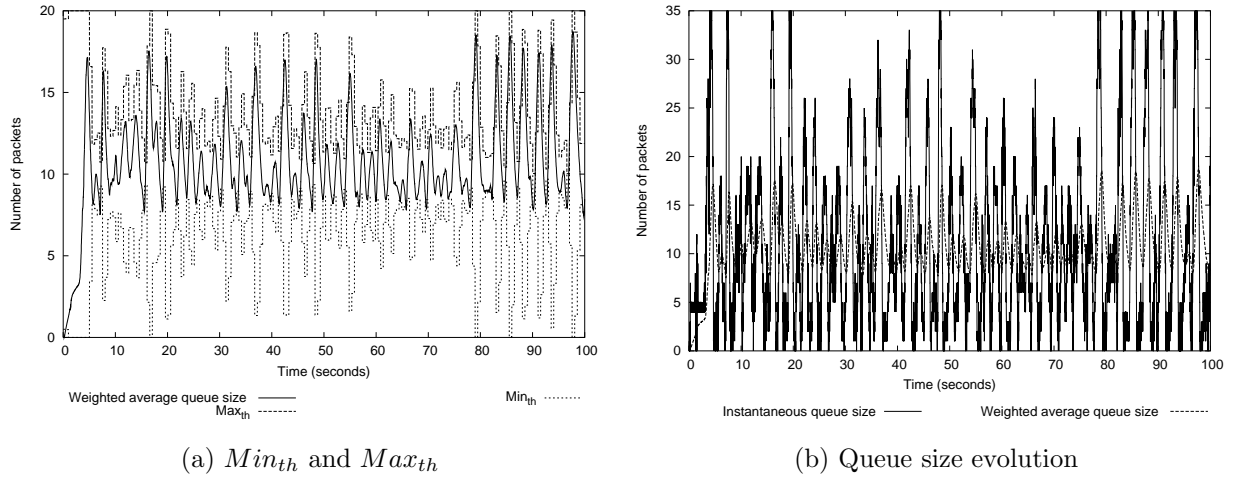 20
15
10
5
0
Number of packets
0 10 20 30 40 50 60 70 80 90 100
Time (seconds)
Weighted average queue size
Max_th
Min_th
(a) Min_th and Max_th
35
30
25
20
15
10
5
0
Number of packets
0 10 20 30 40 50 60 70 80 90 100
Time (seconds)
Instantaneous queue size
Weighted average queue size
(b) Queue size evolution